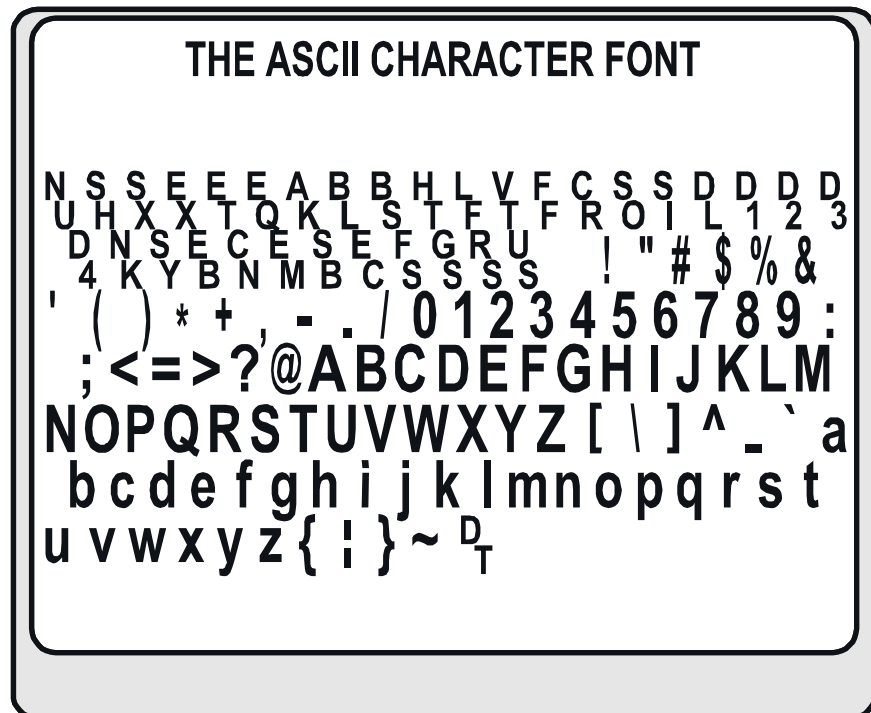 THE ASCII CHARACTER FONT
N S S E E E A B B H L V F C S S D D D D
U H X X T Q K L S T F T F R O I L 1 2 3
D N S E C E S E F G R U
4 K Y B N M B C S S S S ! " # $ % &
' ( ) * + , - . / 0 1 2 3 4 5 6 7 8 9 :
; < = > ? @ A B C D E F G H I J K L M
N O P Q R S T U V W X Y Z [ \ ] ^ _ ` a
b c d e f g h i j k l m n o p q r s t
u v w x y z { ¦ } ~ D T